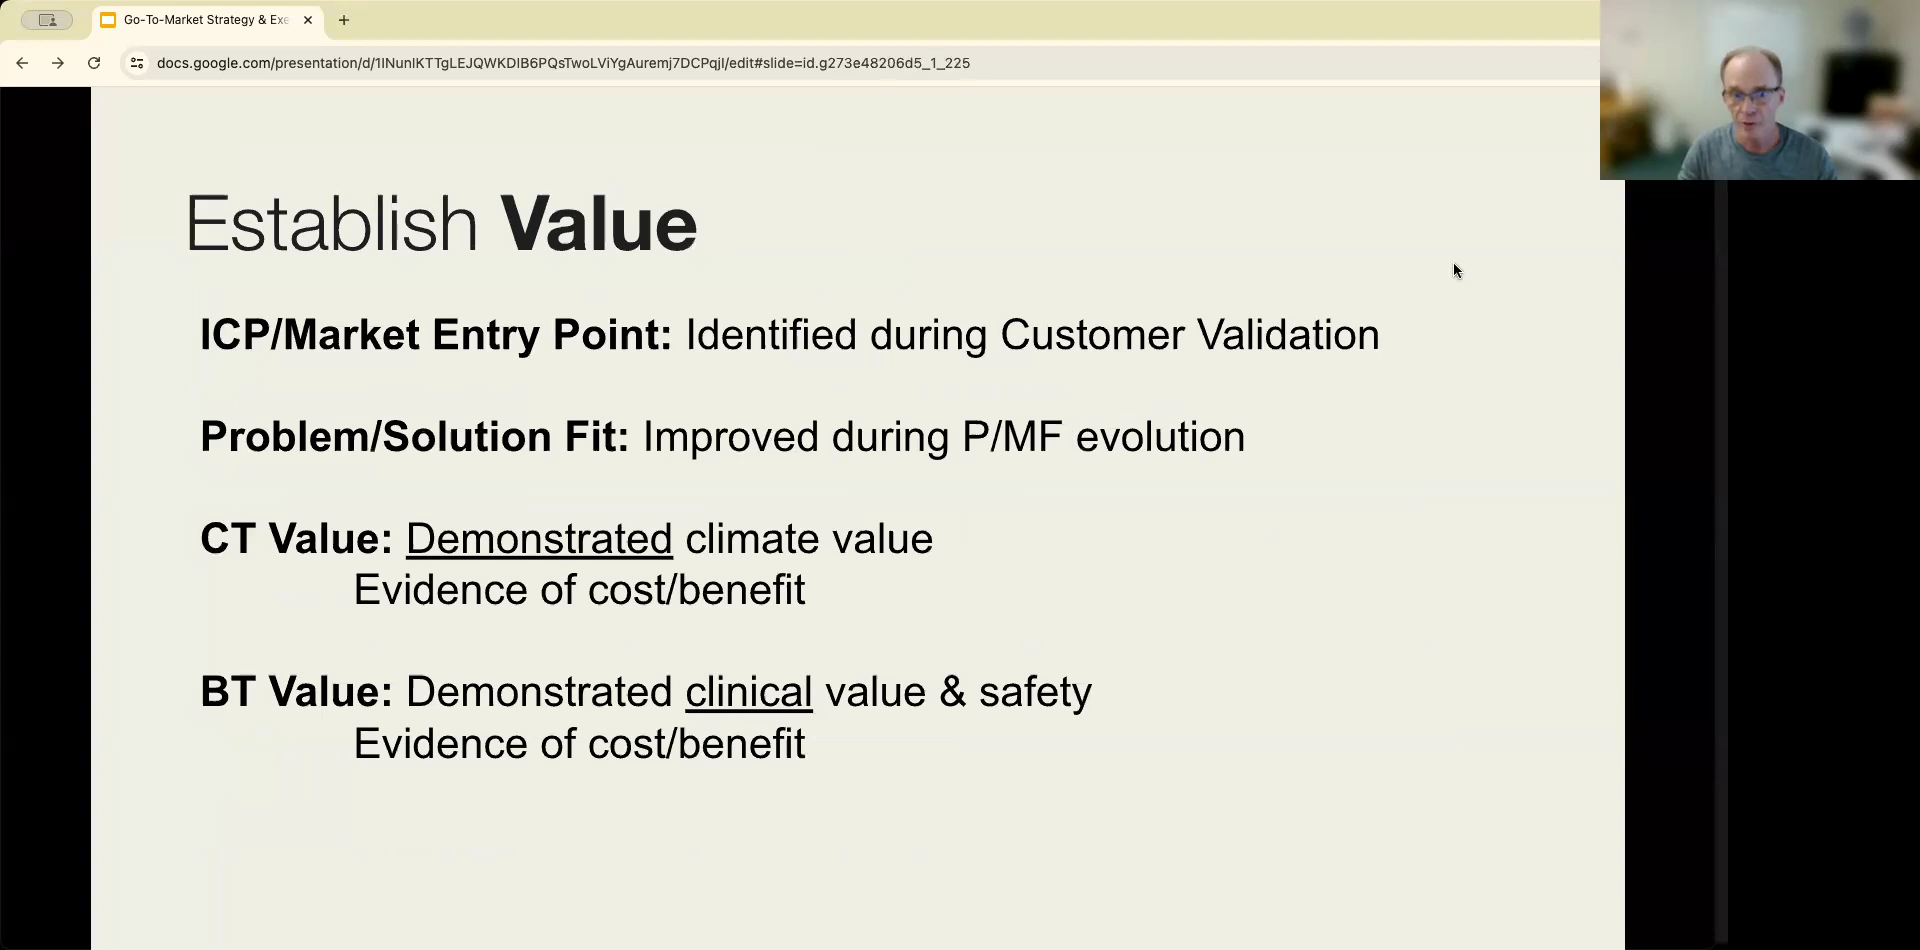 Go-To-Market Strategy & Exe
docs.google.com/presentation/d/1INunIKTTgLEJQWKDIB6PQsTwoLViYgAuremj7DCPqjI/edit#slide=id.g273e48206d5_1_225
Establish Value
ICP/Market Entry Point: Identified during Customer Validation
Problem/Solution Fit: Improved during P/MF evolution
CT Value: Demonstrated climate value
Evidence of cost/benefit
BT Value: Demonstrated clinical value & safety
Evidence of cost/benefit